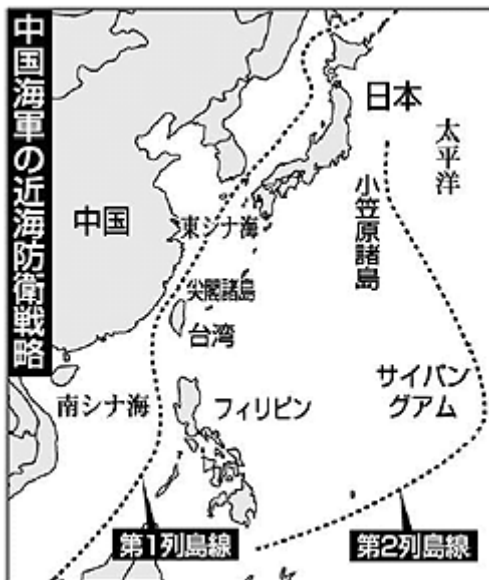 中国海軍の近海防衛戦略
日本
太平洋
小笠原諸島
中国
東シナ海
尖閣諸島
台湾
サイパン
グアム
南シナ海
フィリピン
第1列島線
第2列島線